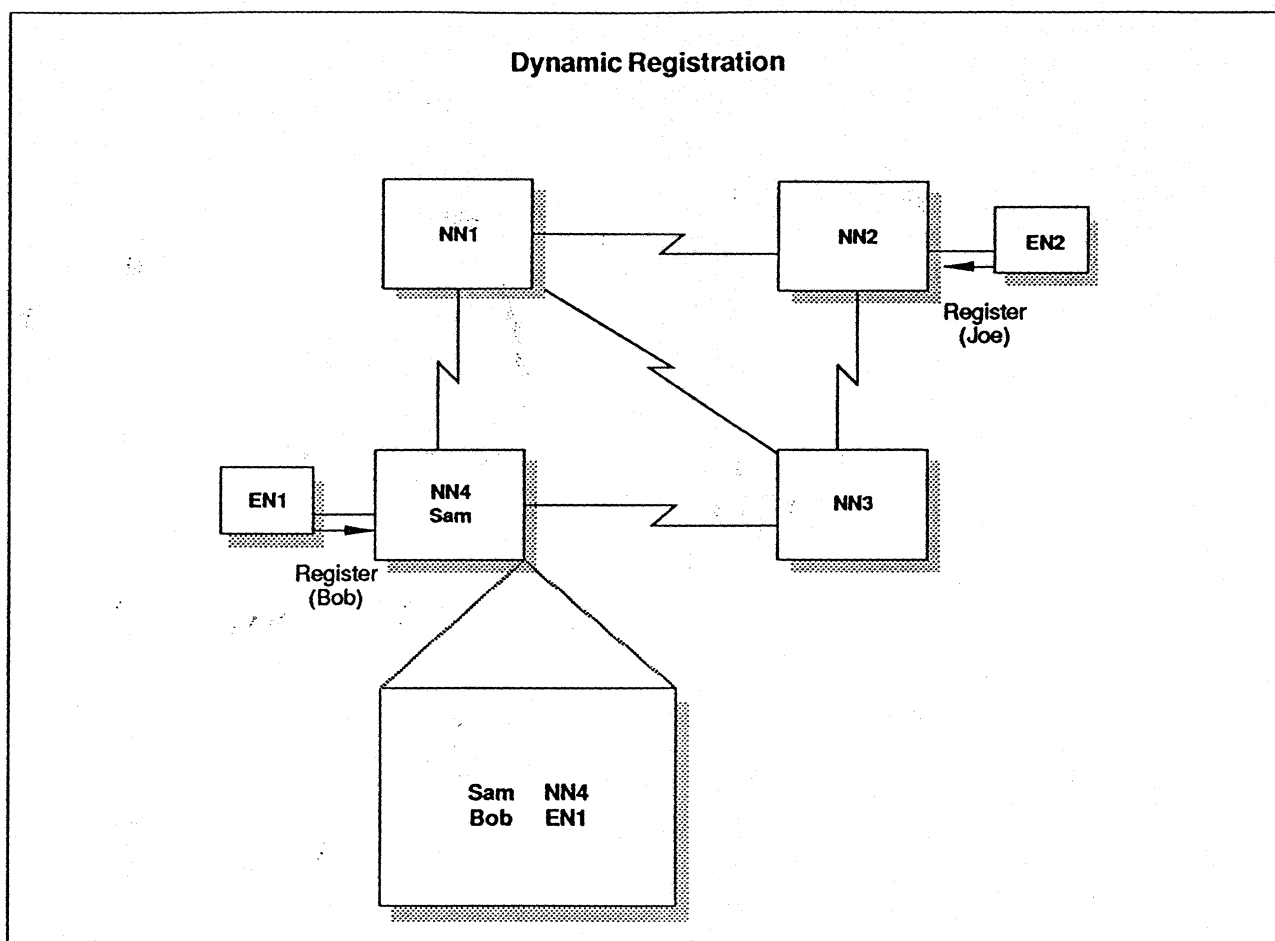 Dynamic Registration
NN1
NN2
EN2
Register
(Joe)
EN1
NN4
Sam
NN3
Register
(Bob)
Sam NN4
Bob EN1